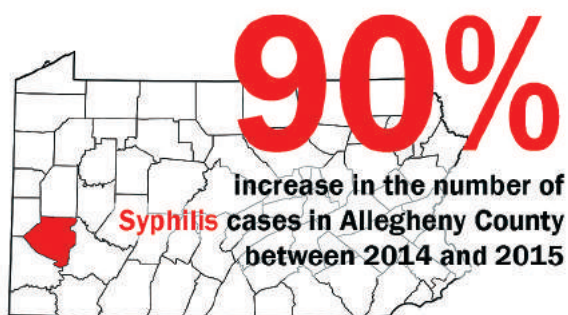 90%
increase in the number of
Syphilis cases in Allegheny County
between 2014 and 2015